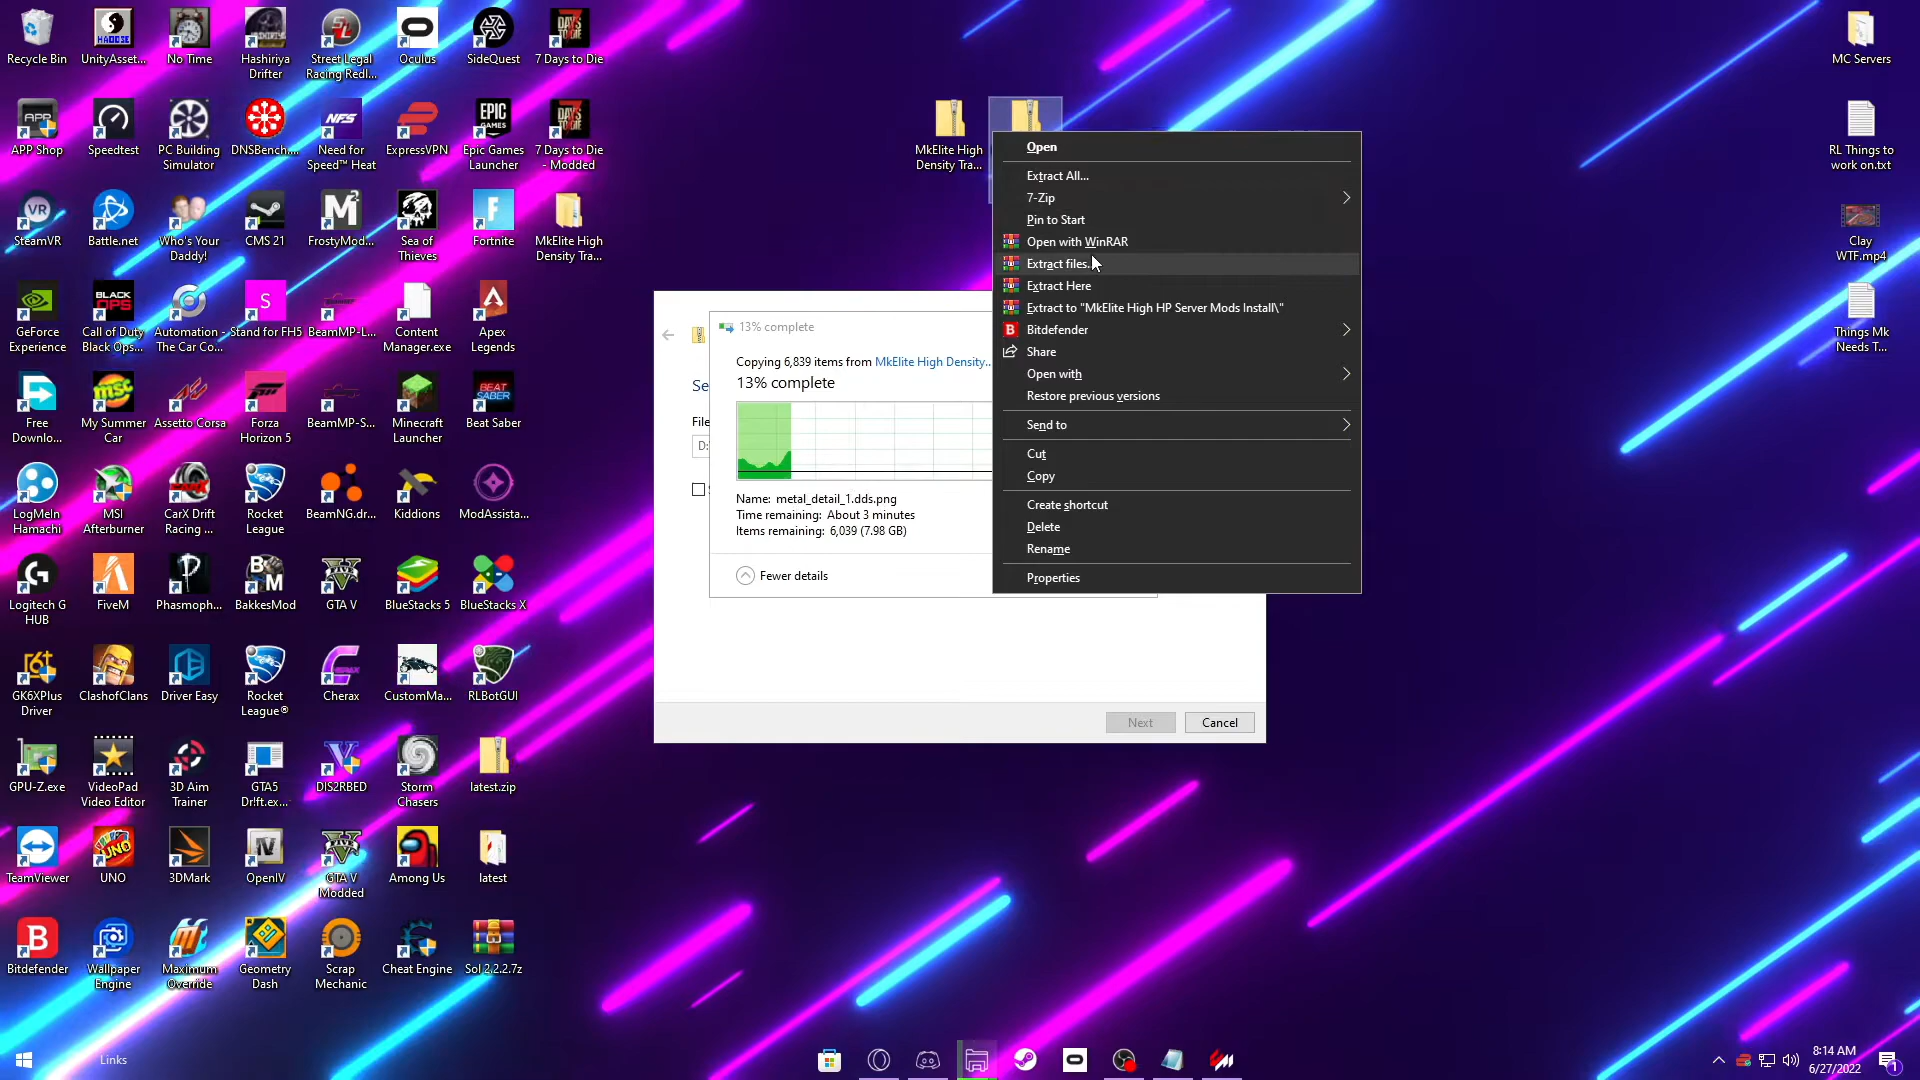 Recycle Bin
UnityAsset...
No Time
Hashiriya
Drifter
Street Legal
Racing Redl...
Oculus
SideQuest
7 Days to Die
MC Servers
APP Shop
Speedtest
PC Building
Simulator
DNSBench....
Need for
Speed™ Heat
ExpressVPN
Epic Games
Launcher
7 Days to Die
- Modded
MkElite High
Density Tra...
RL Things to
work on.txt
SteamVR
Battle.net
Who's Your
Daddy!
CMS 21
FrostyMod...
Sea of
Thieves
Fortnite
MkElite High
Density Tra...
Clay
WTF.mp4
GeForce
Experience
Call of Duty
Black Ops...
Automation -
The Car Co...
Stand for FH5
BeamMP-L...
Content
Manager.exe
Apex
Legends
Things Mk
Needs T...
Free
Downlo...
My Summer
Car
Assetto Corsa
Forza
Horizon 5
BeamMP-S...
Minecraft
Launcher
Beat Saber
LogMeIn
Hamachi
MSI
Afterburner
CarX Drift
Racing ...
Rocket
League
BeamNG.dr...
Kiddions
ModAssista...
Logitech G
HUB
FiveM
Phasmoph...
BakkesMod
GTA V
BlueStacks 5
BlueStacks X
GK6XPlus
Driver
ClashofClans
Driver Easy
Rocket
League®
Cherax
CustomMa...
RLBotGUI
GPU-Z.exe
VideoPad
Video Editor
3D Aim
Trainer
GTA5
Dr!ft.ex...
DIS2RBED
Storm
Chasers
latest.zip
TeamViewer
UNO
3DMark
OpenIV
GTA V
Modded
Among Us
latest
Bitdefender
Wallpaper
Engine
Maximum
Override
Geometry
Dash
Scrap
Mechanic
Cheat Engine
Sol 2.2.2.7z
Open
Extract All...
7-Zip
Pin to Start
Open with WinRAR
Extract files...
Extract Here
Extract to "MkElite High HP Server Mods Install\"
Bitdefender
Share
Open with
Restore previous versions
Send to
Cut
Copy
Create shortcut
Delete
Rename
Properties
Se
File
D:
13% complete
Copying 6,839 items from MkElite High Density...
13% complete
Name: metal_detail_1.dds.png
Time remaining: About 3 minutes
Items remaining: 6,039 (7.98 GB)
Fewer details
Next
Cancel
Links
8:14 AM
6/27/2022
1